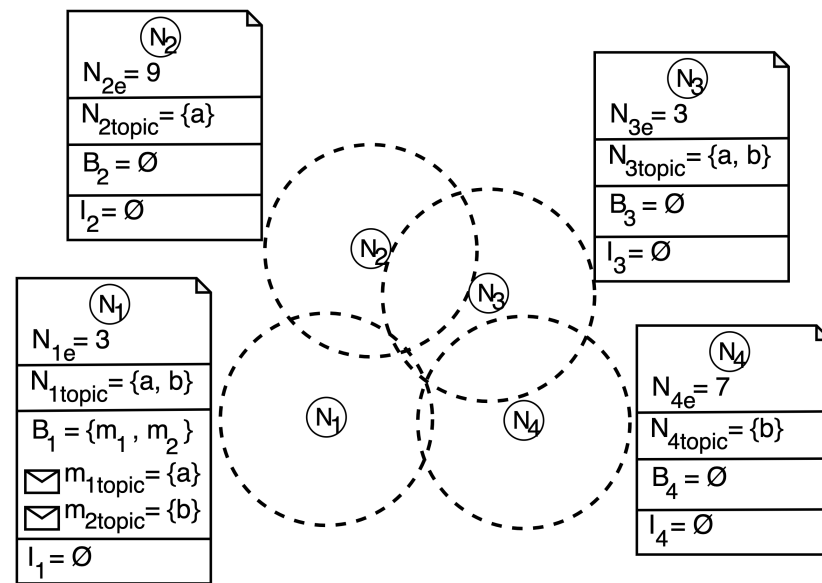 N2
N2e = 9
N2topic = {a}
B2 = Ø
I2 = Ø
N3
N3e = 3
N3topic = {a, b}
B3 = Ø
I3 = Ø
N1
N1e = 3
N1topic = {a, b}
B1 = {m1 , m2}
m1topic = {a}
m2topic = {b}
I1 = Ø
N2
N3
N1
N4
N4
N4e = 7
N4topic = {b}
B4 = Ø
I4 = Ø